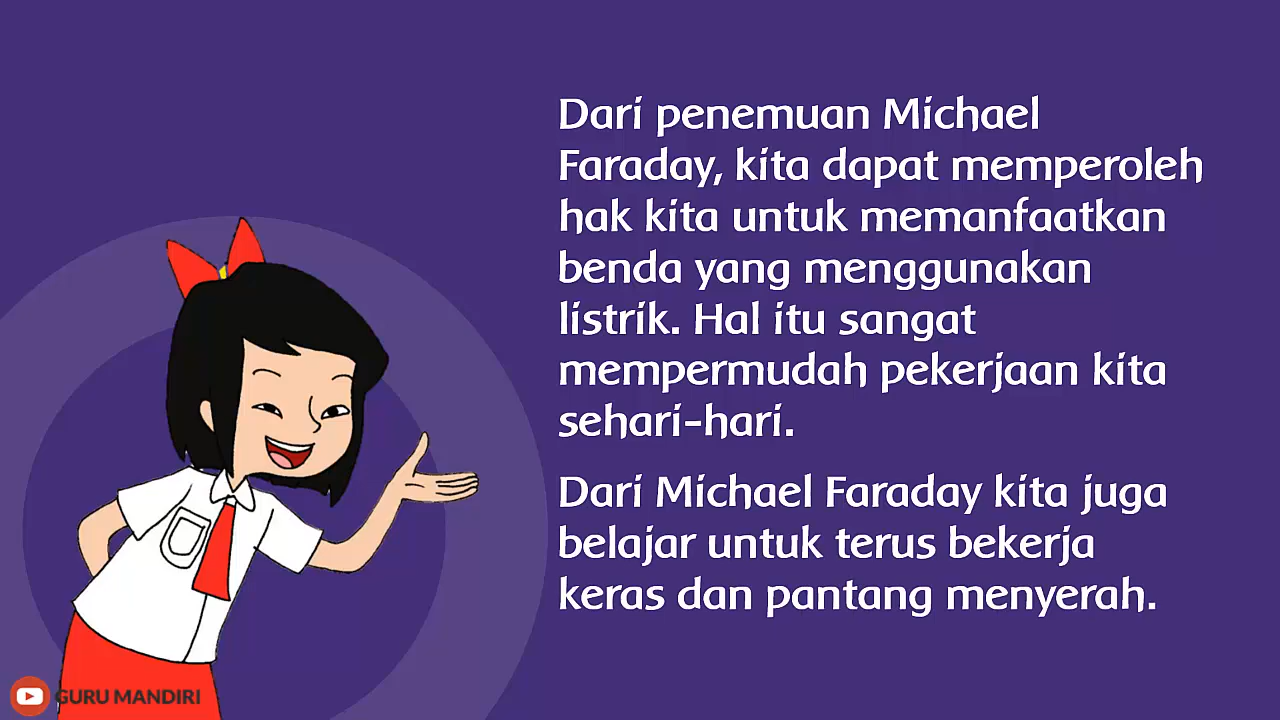 Dari penemuan Michael
Faraday, kita dapat memperoleh
hak kita untuk memanfaatkan
benda yang menggunakan
listrik. Hal itu sangat
mempermudah pekerjaan kita
sehari-hari.
Dari Michael Faraday kita juga
belajar untuk terus bekerja
keras dan pantang menyerah.
GURU MANDIRI